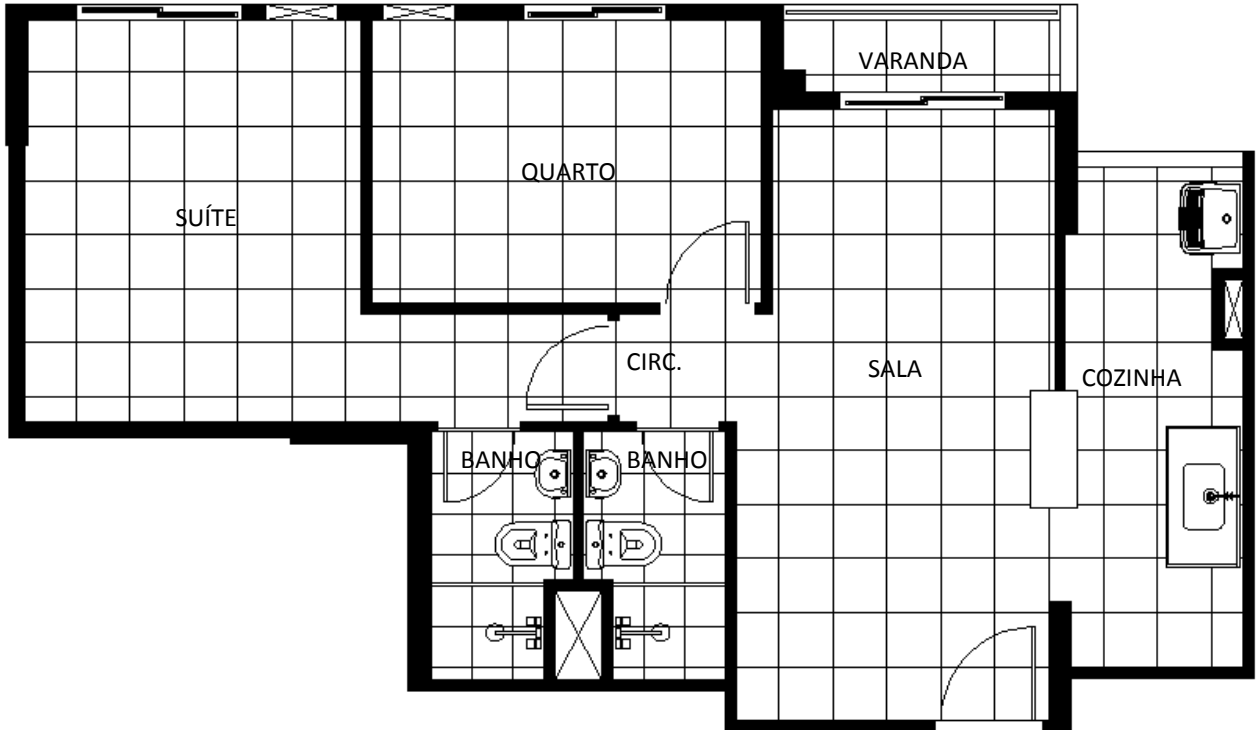 VARANDA
QUARTO
SUÍTE
CIRC.
SALA
COZINHA
BANHO
BANHO